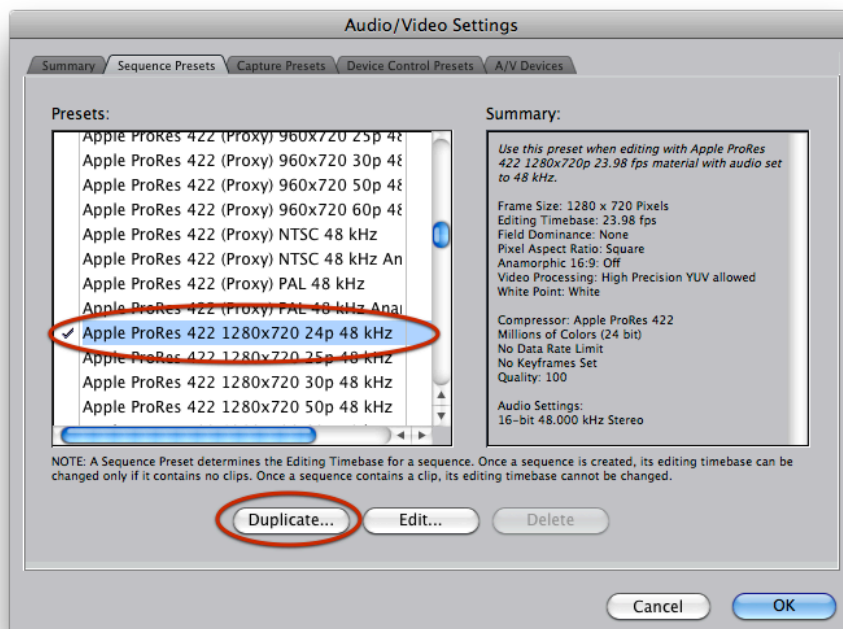 Audio/Video Settings
Summary
Sequence Presets
Capture Presets
Device Control Presets
A/V Devices
Presets:
Apple ProRes 422 (Proxy) 960x720 25p 48
Apple ProRes 422 (Proxy) 960x720 30p 48
Apple ProRes 422 (Proxy) 960x720 50p 48
Apple ProRes 422 (Proxy) 960x720 60p 48
Apple ProRes 422 (Proxy) NTSC 48 kHz
Apple ProRes 422 (Proxy) NTSC 48 kHz An
Apple ProRes 422 (Proxy) PAL 48 kHz
Apple ProRes 422 (Proxy) PAL 48 kHz Ana
✓ Apple ProRes 422 1280x720 24p 48 kHz
Apple ProRes 422 1280x720 25p 48 kHz
Apple ProRes 422 1280x720 30p 48 kHz
Apple ProRes 422 1280x720 50p 48 kHz
Summary:
Use this preset when editing with Apple ProRes
422 1280x720p 23.98 fps material with audio set
to 48 kHz.
Frame Size: 1280 x 720 Pixels
Editing Timebase: 23.98 fps
Field Dominance: None
Pixel Aspect Ratio: Square
Anamorphic 16:9: Off
Video Processing: High Precision YUV allowed
White Point: White
Compressor: Apple ProRes 422
Millions of Colors (24 bit)
No Data Rate Limit
No Keyframes Set
Quality: 100
Audio Settings:
16-bit 48.000 kHz Stereo
NOTE: A Sequence Preset determines the Editing Timebase for a sequence. Once a sequence is created, its editing timebase can be
changed only if it contains no clips. Once a sequence contains a clip, its editing timebase cannot be changed.
Duplicate...
Edit...
Delete
Cancel
OK